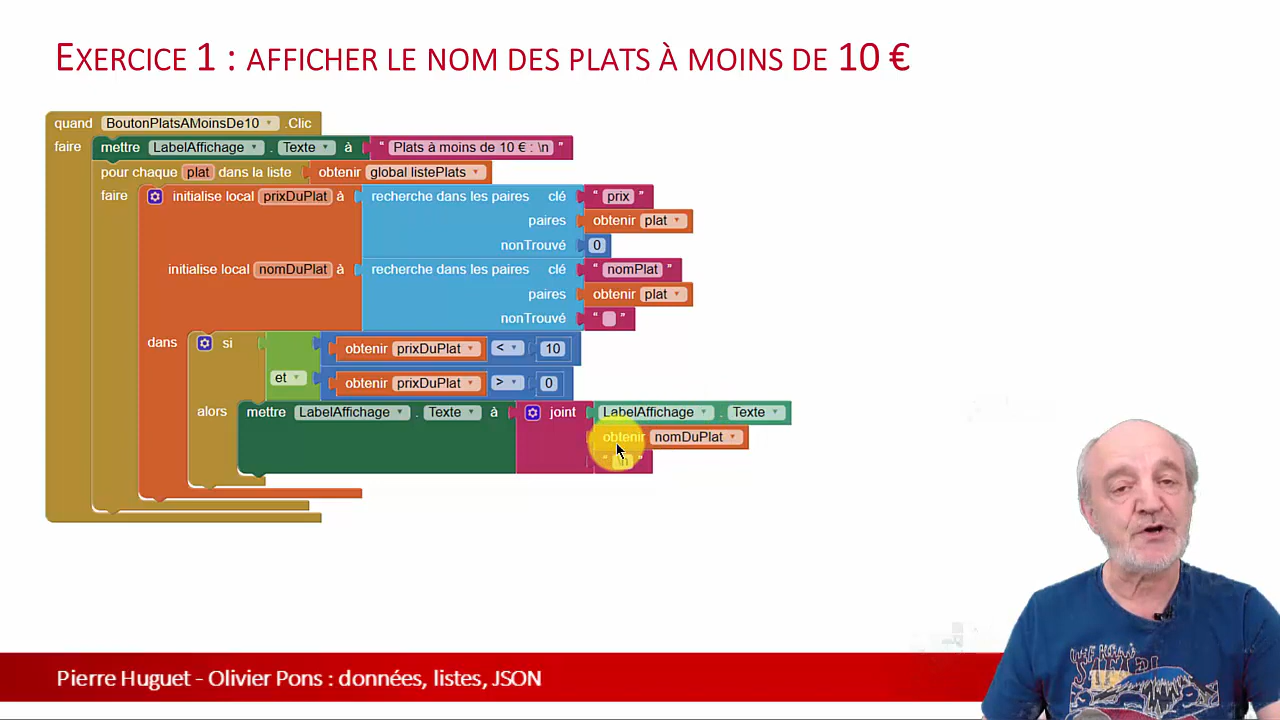 EXERCICE 1 : AFFICHER LE NOM DES PLATS À MOINS DE 10 €
quand BoutonPlatsAMoinsDe10 .Clic
faire mettre LabelAffichage . Texte à " Plats à moins de 10 € : \n "
pour chaque plat dans la liste obtenir global listePlats
faire initialise local prixDuPlat à recherche dans les paires clé " prix "
paires obtenir plat
nonTrouvé 0
initialise local nomDuPlat à recherche dans les paires clé " nomPlat "
paires obtenir plat
nonTrouvé " "
dans si obtenir prixDuPlat < 10
et obtenir prixDuPlat > 0
alors mettre LabelAffichage . Texte à joint LabelAffichage . Texte
obtenir nomDuPlat
" \n "
Pierre Huguet - Olivier Pons : données, listes, JSON